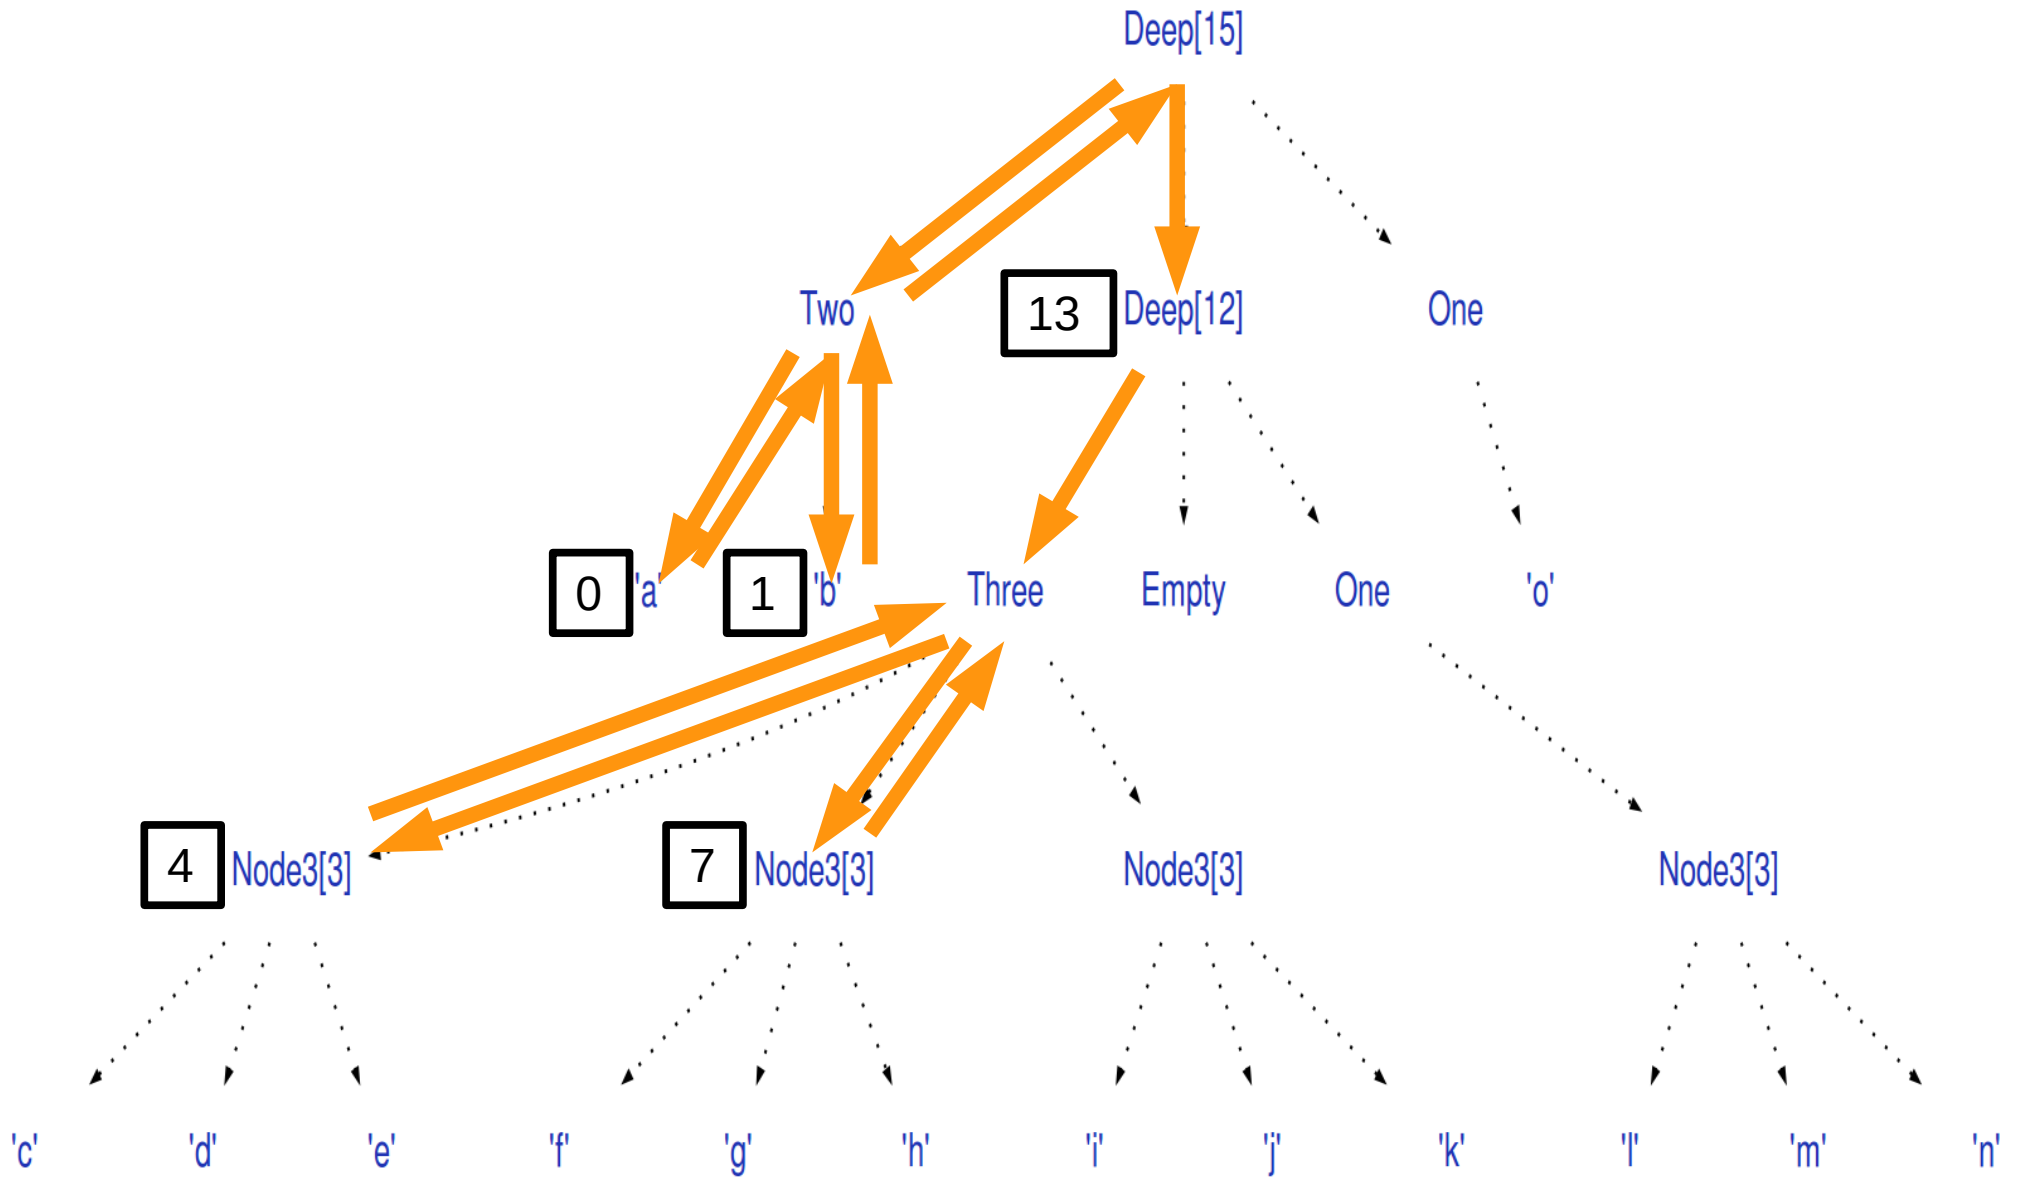 Deep[15]
Two 13 Deep[12] One
0 'a' 1 'b' Three Empty One 'o'
4 Node3[3] 7 Node3[3] Node3[3] Node3[3]
'c' 'd' 'e' 'f' 'g' 'h' 'i' 'j' 'k' 'l' 'm' 'n'